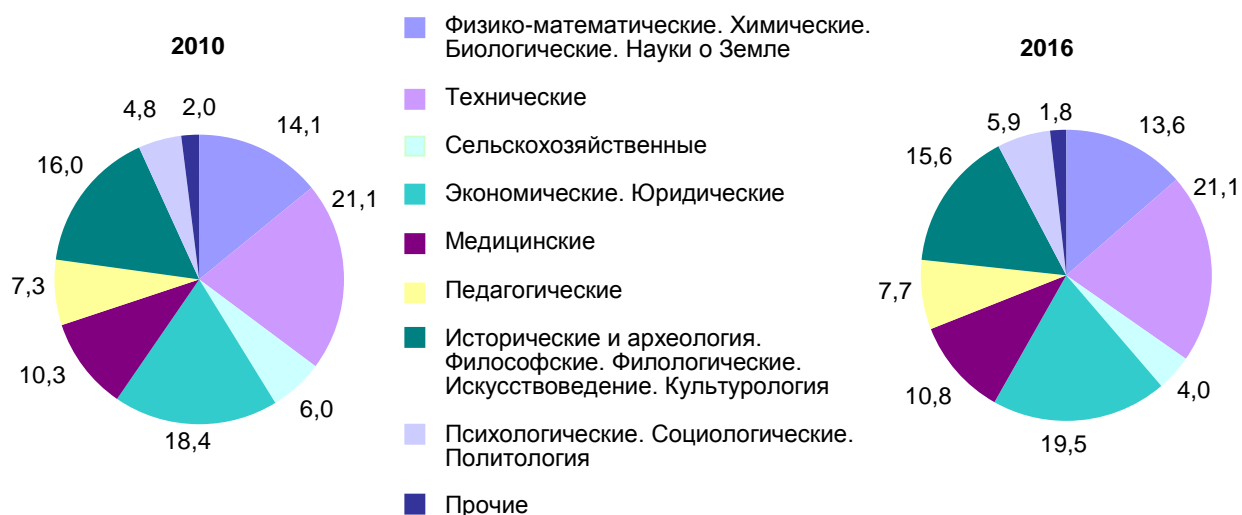 2010
4,8
2,0
14,1
16,0
21,1
7,3
10,3
6,0
18,4
Физико-математические. Химические.
Биологические. Науки о Земле
Технические
Сельскохозяйственные
Экономические. Юридические
Медицинские
Педагогические
Исторические и археология.
Философские. Филологические.
Искусствоведение. Культурология
Психологические. Социологические.
Политология
Прочие
2016
5,9
1,8
13,6
15,6
21,1
7,7
10,8
4,0
19,5